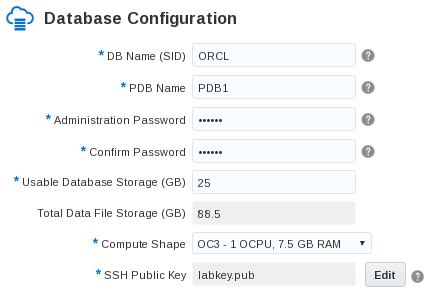 Database Configuration
* DB Name (SID) ORCL ?
* PDB Name PDB1 ?
* Administration Password •••••• ?
* Confirm Password •••••• ?
* Usable Database Storage (GB) 25
Total Data File Storage (GB) 88.5
* Compute Shape OC3 - 1 OCPU, 7.5 GB RAM
* SSH Public Key labkey.pub Edit ?